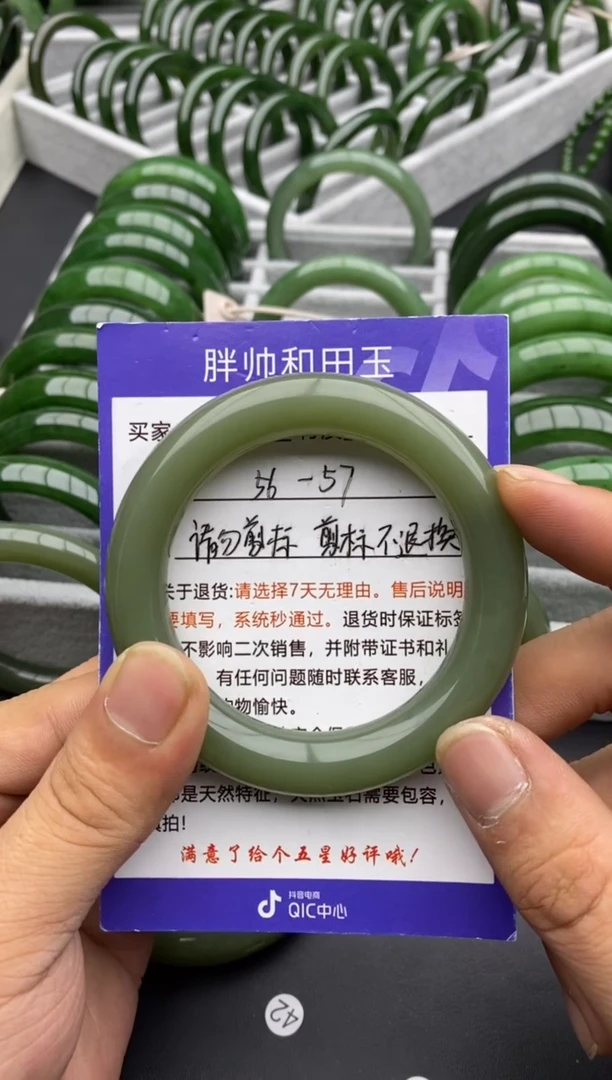 胖帅和田玉
买家
56-57
请勿剪标 剪标不退换
关于退货:请选择7天无理由。售后说明
要填写，系统秒通过。退货时保证标签
不影响二次销售，并附带证书和礼
有任何问题随时联系客服，
购物愉快。
是天然特征，天然玉石需要包容，
慎拍!
满意了给个五星好评哦!
抖音电商
QIC中心
42